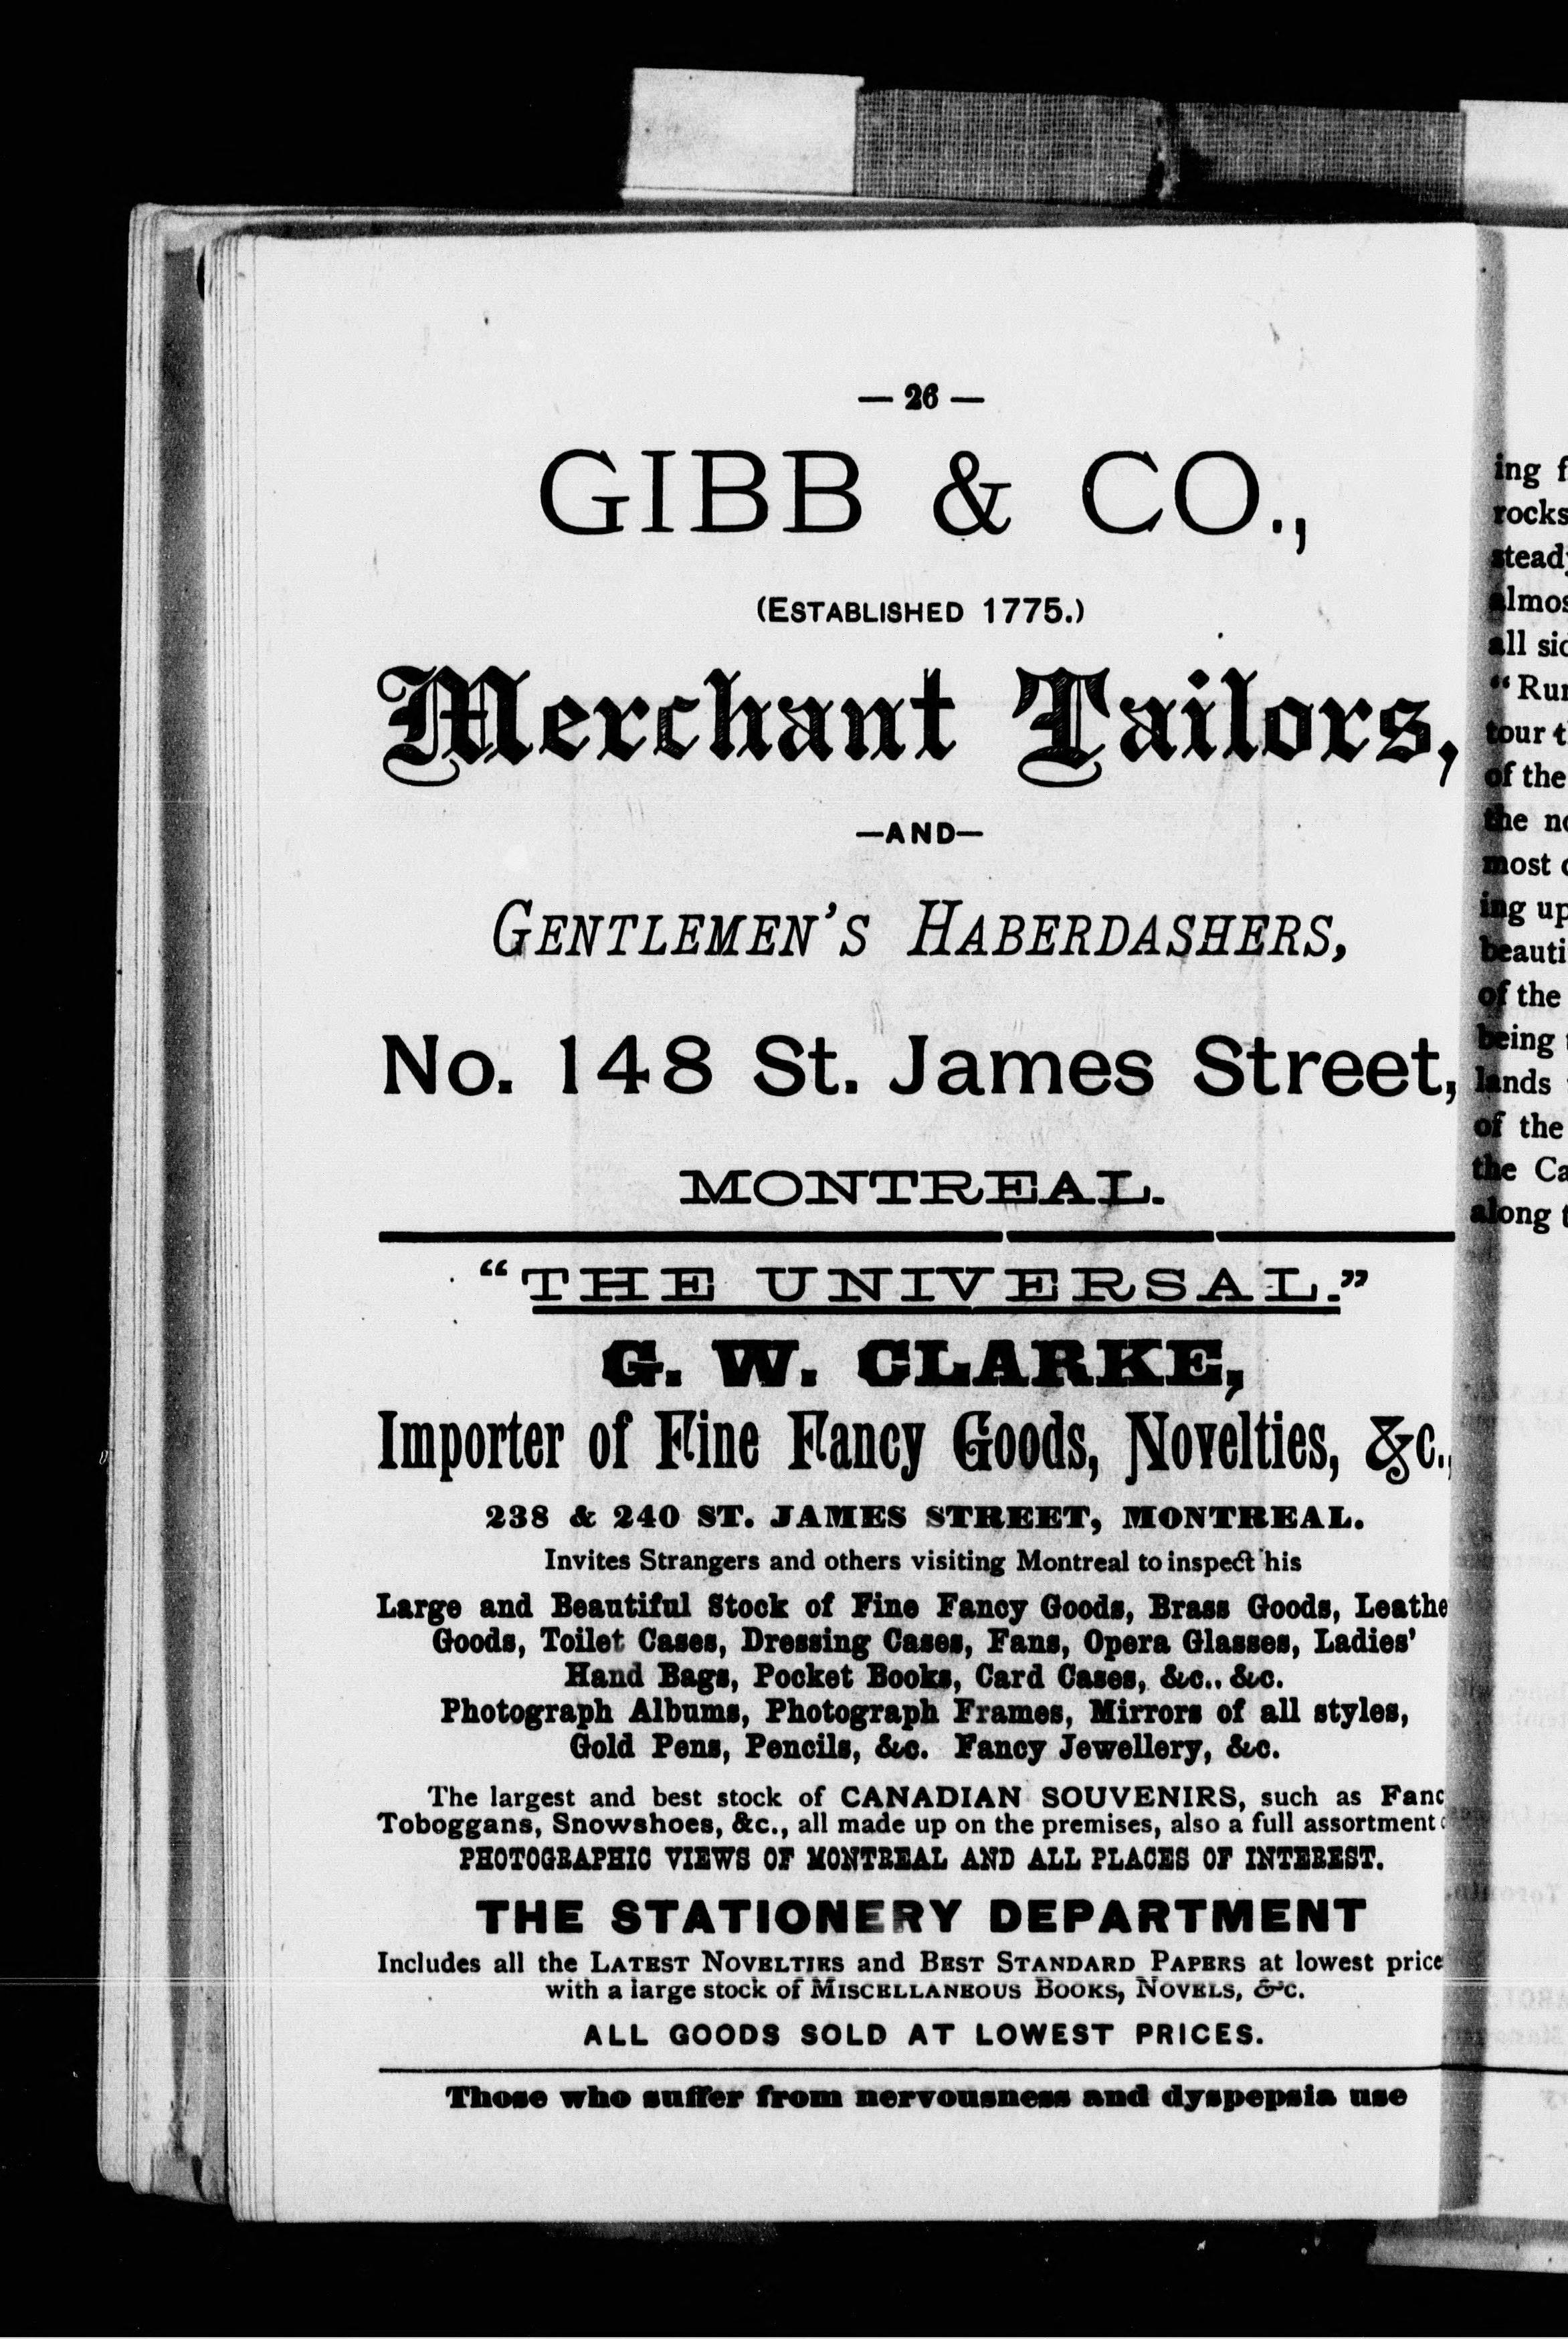 — 26 —
GIBB & CO.,
(ESTABLISHED 1775.)
Merchant Tailors,
—AND—
GENTLEMEN'S HABERDASHERS,
No. 148 St. James Street,
MONTREAL.
"THE UNIVERSAL."
G. W. CLARKE,
Importer of Fine Fancy Goods, Novelties, &c.,
238 & 240 ST. JAMES STREET, MONTREAL.
Invites Strangers and others visiting Montreal to inspect his
Large and Beautiful Stock of Fine Fancy Goods, Brass Goods, Leathe
Goods, Toilet Cases, Dressing Cases, Fans, Opera Glasses, Ladies'
Hand Bags, Pocket Books, Card Cases, &c., &c.
Photograph Albums, Photograph Frames, Mirrors of all styles,
Gold Pens, Pencils, &c. Fancy Jewellery, &c.
The largest and best stock of CANADIAN SOUVENIRS, such as Fanc
Toboggans, Snowshoes, &c., all made up on the premises, also a full assortment
PHOTOGRAPHIC VIEWS OF MONTREAL AND ALL PLACES OF INTEREST.
THE STATIONERY DEPARTMENT
Includes all the LATEST NOVELTIES and BEST STANDARD PAPERS at lowest price
with a large stock of MISCELLANEOUS BOOKS, NOVELS, &c.
ALL GOODS SOLD AT LOWEST PRICES.
Those who suffer from nervousness and dyspepsia use
ing f
rocks
steady
almos
all sid
"Rur
tour t
of the
the no
most
ing up
beauti
of the
being
lands
of the
the Ca
along t